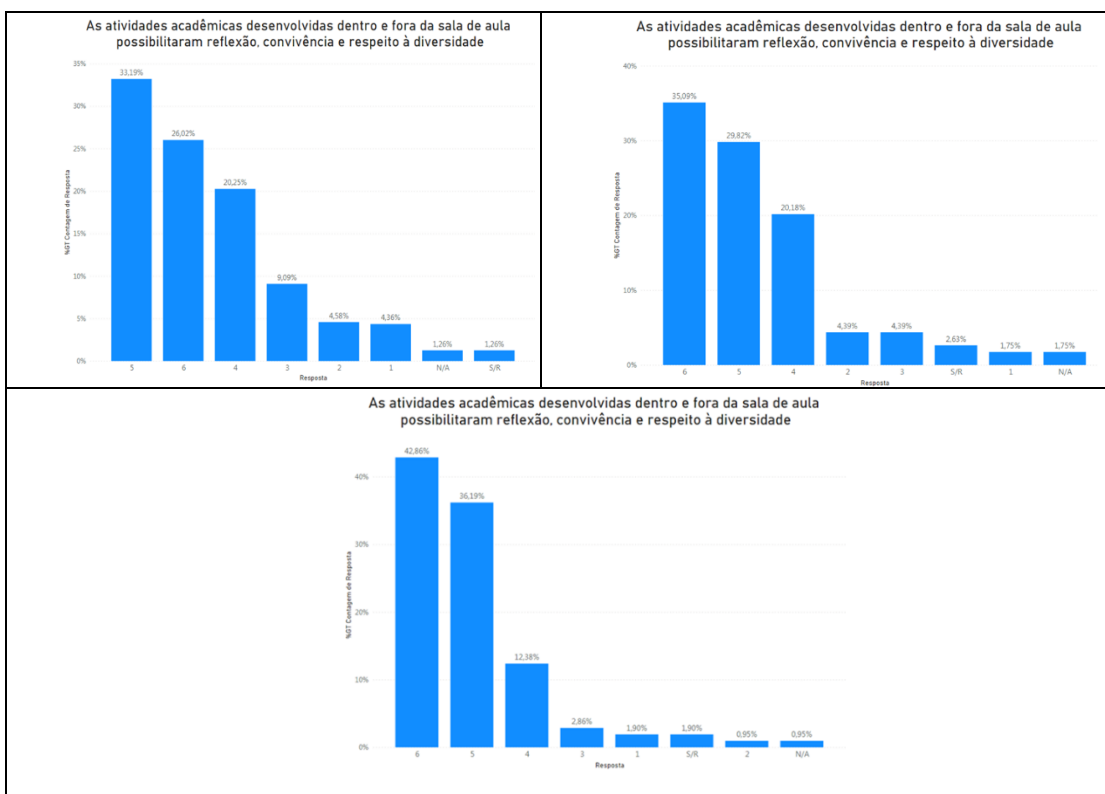 As atividades acadêmicas desenvolvidas dentro e fora da sala de aula
possibilitaram reflexão, convivência e respeito à diversidade
35%
30%
25%
20%
15%
10%
5%
0%
%GT Contagem de Resposta
33,19%
26,02%
20,25%
9,09%
4,58%
4,36%
1,26%
1,26%
5 6 4 3 2 1 N/A S/R
Resposta
As atividades acadêmicas desenvolvidas dentro e fora da sala de aula
possibilitaram reflexão, convivência e respeito à diversidade
40%
30%
20%
10%
0%
%GT Contagem de Resposta
35,09%
29,82%
20,18%
4,39%
4,39%
2,63%
1,75%
1,75%
6 5 4 2 3 S/R 1 N/A
Resposta
As atividades acadêmicas desenvolvidas dentro e fora da sala de aula
possibilitaram reflexão, convivência e respeito à diversidade
40%
30%
20%
10%
0%
%GT Contagem de Resposta
42,86%
36,19%
12,38%
2,86%
1,90%
1,90%
0,95%
0,95%
6 5 4 3 1 S/R 2 N/A
Resposta